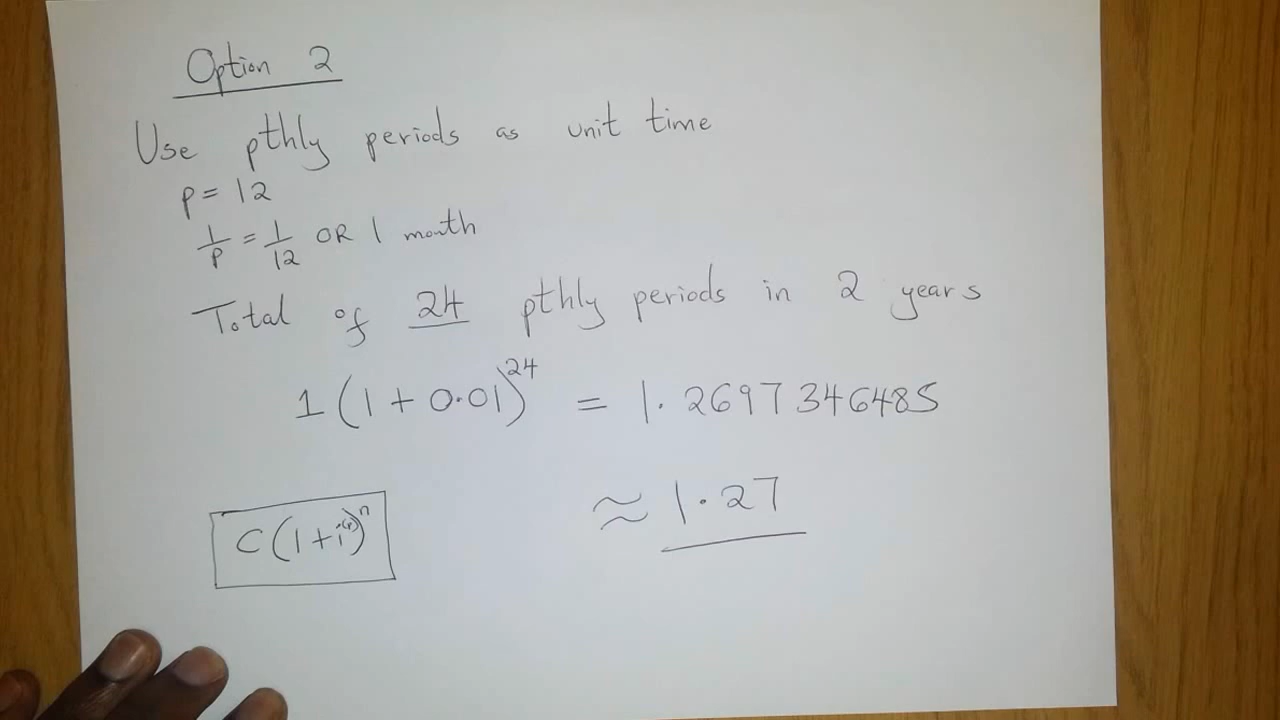 Option 2
Use pthly periods as unit time
p = 12
1/p = 1/12 OR 1 month
Total of 24 pthly periods in 2 years
1(1+0.01)^24 = 1.2697346485
≈ 1.27
C(1+i^(p))^n